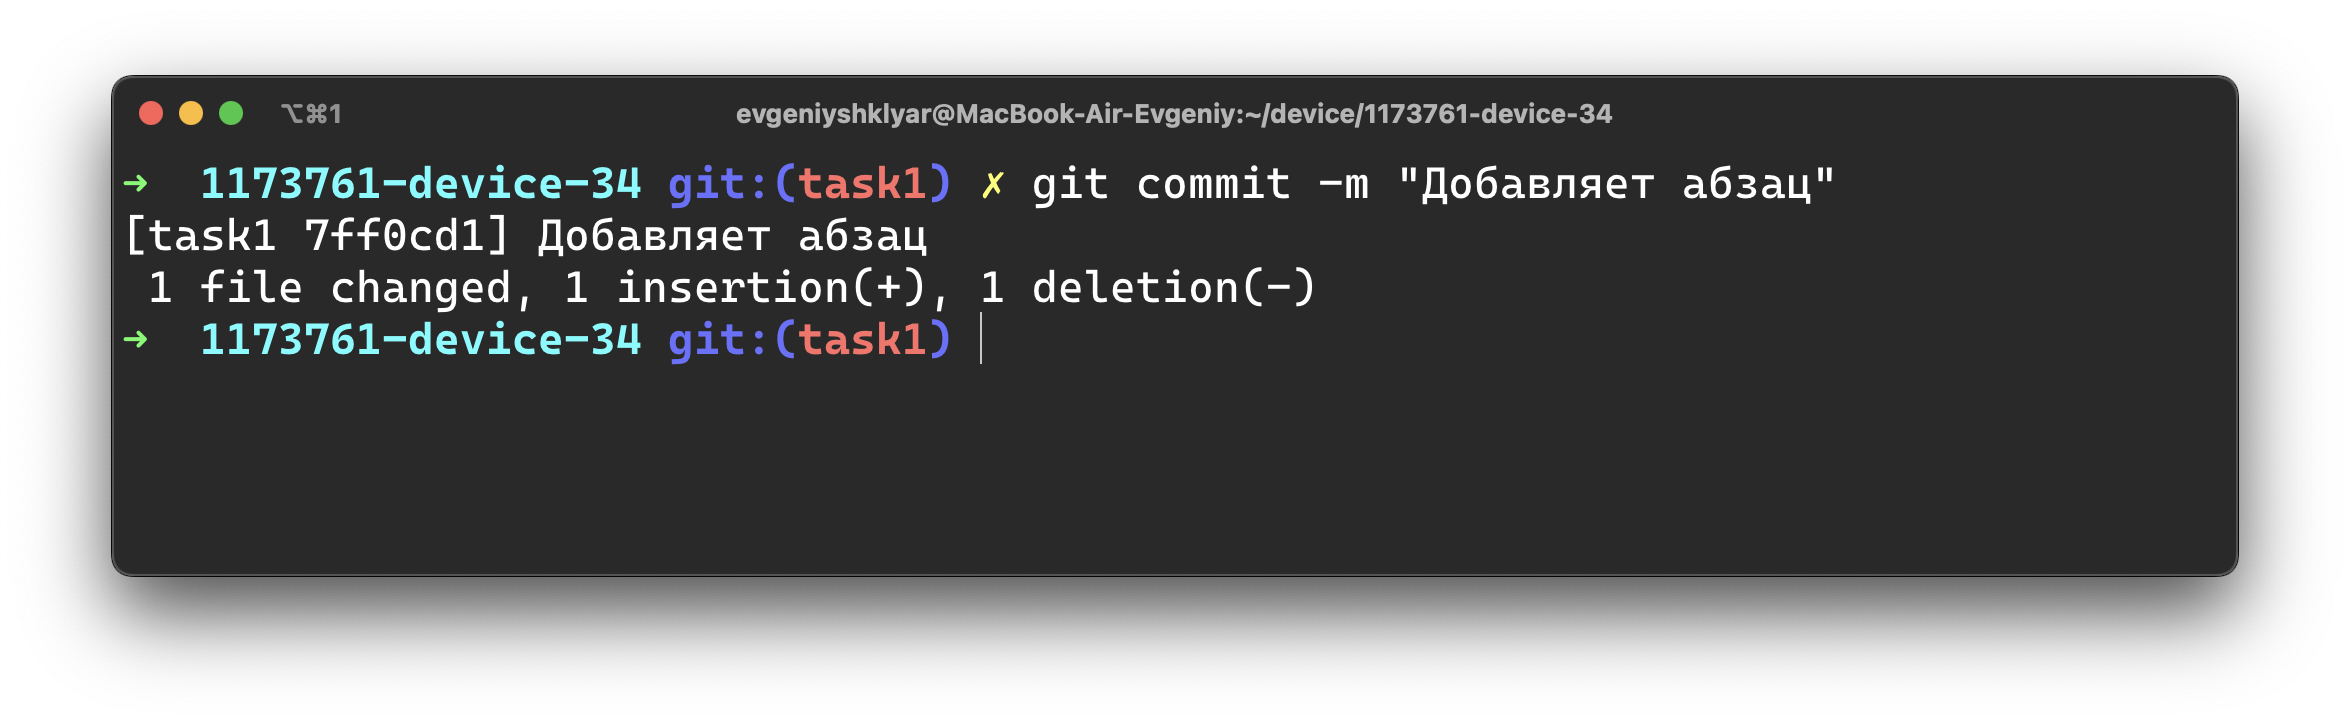 ⌥⌘1
evgeniyshklyar@MacBook-Air-Evgeniy:~/device/1173761-device-34
➜  1173761-device-34 git:(task1) ✗ git commit -m "Добавляет абзац"
[task1 7ff0cd1] Добавляет абзац
 1 file changed, 1 insertion(+), 1 deletion(-)
➜  1173761-device-34 git:(task1)